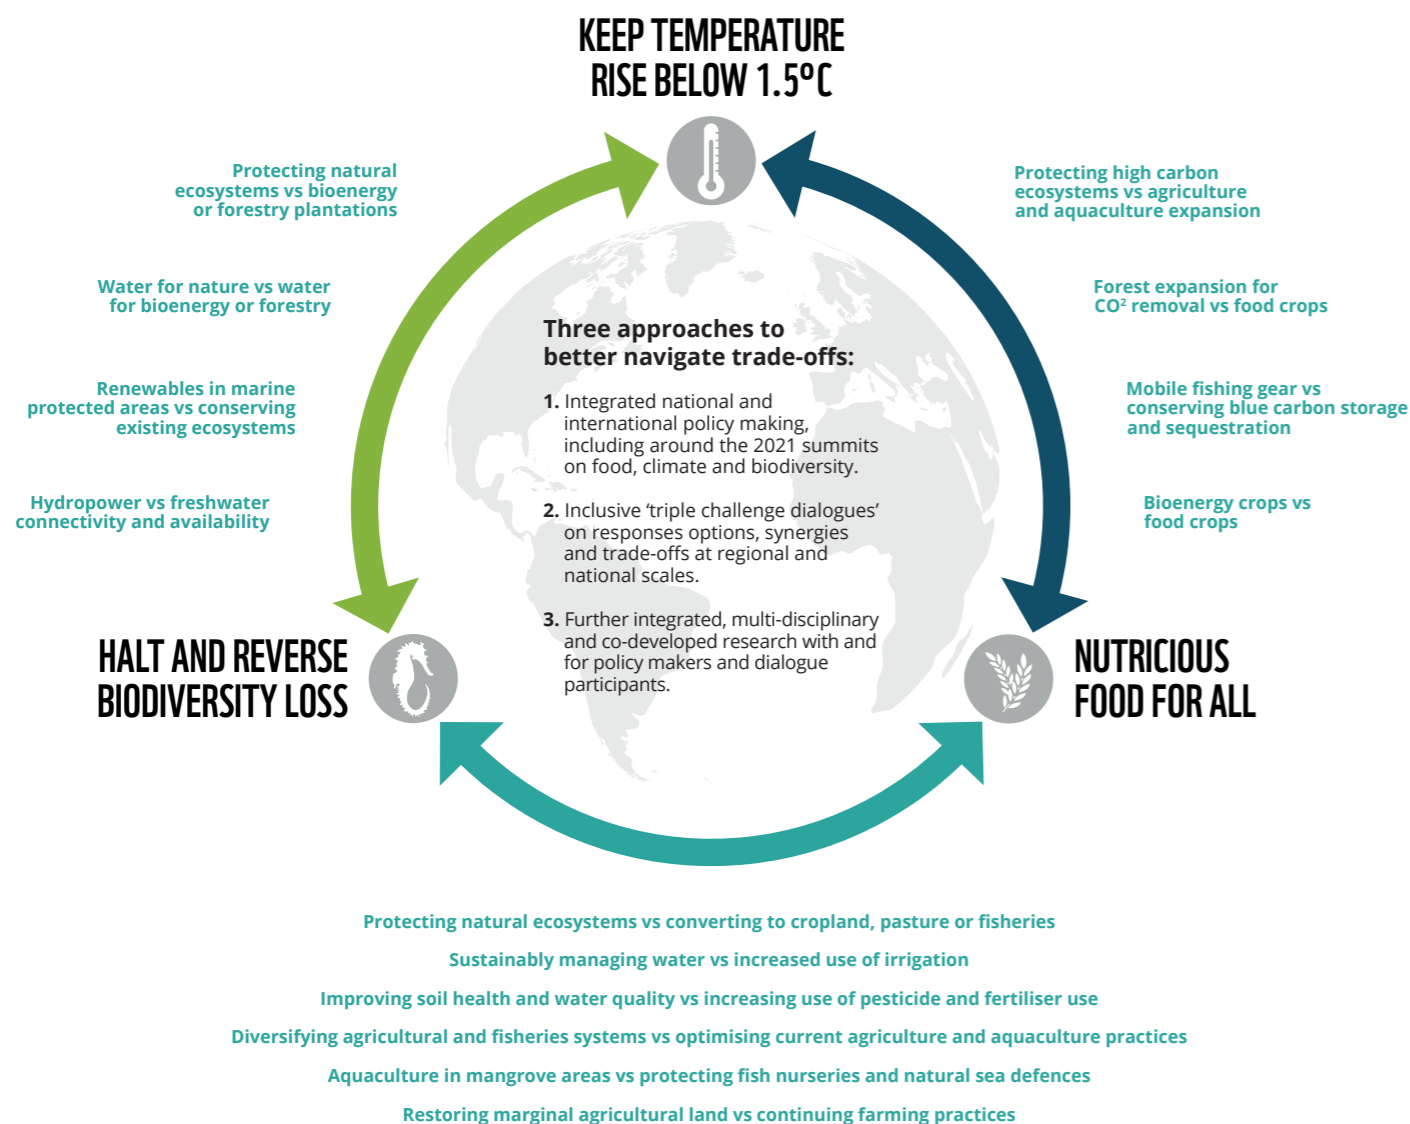 KEEP TEMPERATURE
RISE BELOW 1.5ºC
Protecting natural
ecosystems vs bioenergy
or forestry plantations
Water for nature vs water
for bioenergy or forestry
Renewables in marine
protected areas vs conserving
existing ecosystems
Hydropower vs freshwater
connectivity and availability
Protecting high carbon
ecosystems vs agriculture
and aquaculture expansion
Forest expansion for
CO² removal vs food crops
Mobile fishing gear vs
conserving blue carbon storage
and sequestration
Bioenergy crops vs
food crops
Three approaches to
better navigate trade-offs:
1. Integrated national and
international policy making,
including around the 2021 summits
on food, climate and biodiversity.
2. Inclusive ‘triple challenge dialogues’
on responses options, synergies
and trade-offs at regional and
national scales.
3. Further integrated, multi-disciplinary
and co-developed research with and
for policy makers and dialogue
participants.
HALT AND REVERSE
BIODIVERSITY LOSS
NUTRICIOUS
FOOD FOR ALL
Protecting natural ecosystems vs converting to cropland, pasture or fisheries
Sustainably managing water vs increased use of irrigation
Improving soil health and water quality vs increasing use of pesticide and fertiliser use
Diversifying agricultural and fisheries systems vs optimising current agriculture and aquaculture practices
Aquaculture in mangrove areas vs protecting fish nurseries and natural sea defences
Restoring marginal agricultural land vs continuing farming practices